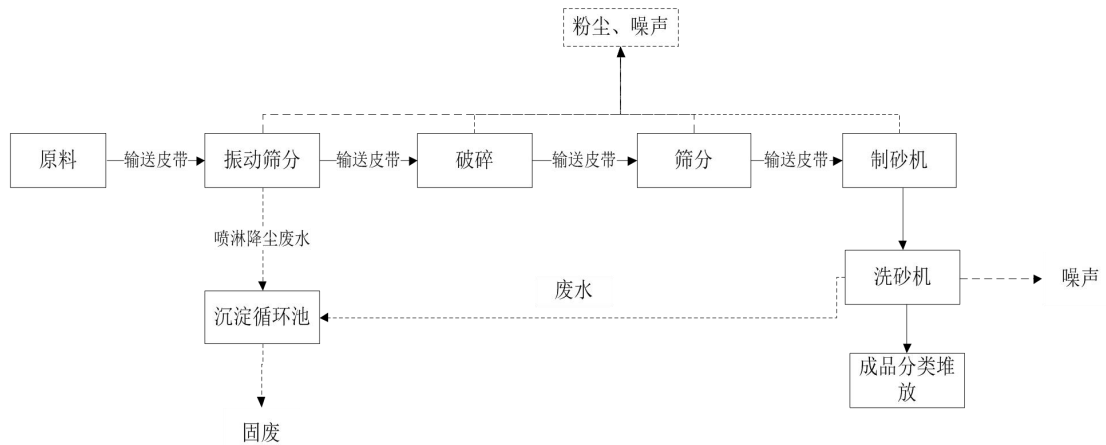 粉尘、噪声
原料
输送皮带
振动筛分
输送皮带
破碎
输送皮带
筛分
输送皮带
制砂机
喷淋降尘废水
洗砂机
噪声
废水
沉淀循环池
成品分类堆
放
固废